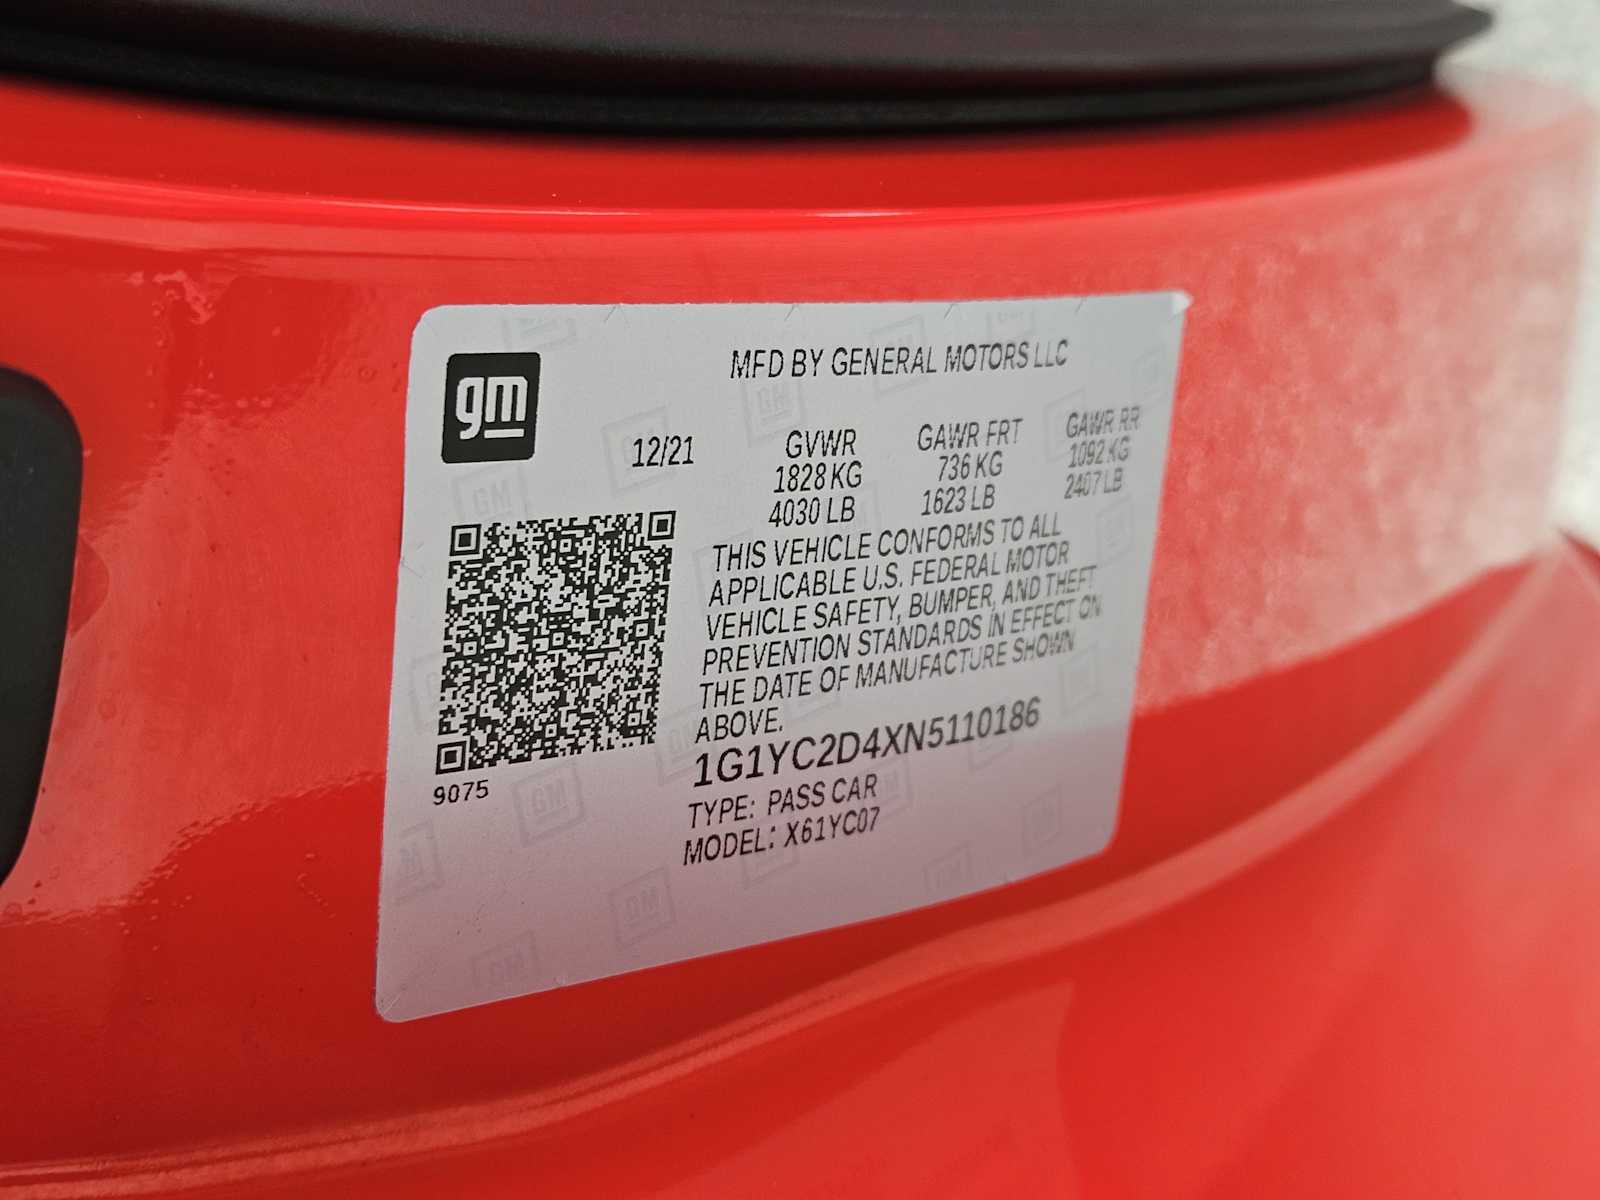 gm
MFD BY GENERAL MOTORS LLC
12/21 GVWR GAWR FRT GAWR RR
1828 KG 736 KG 1092 KG
4030 LB 1623 LB 2407 LB
THIS VEHICLE CONFORMS TO ALL
APPLICABLE U.S. FEDERAL MOTOR
VEHICLE SAFETY, BUMPER, AND THEFT
PREVENTION STANDARDS IN EFFECT ON
THE DATE OF MANUFACTURE SHOWN
ABOVE.
1G1YC2D4XN5110186
9075
TYPE: PASS CAR
MODEL: X61YC07